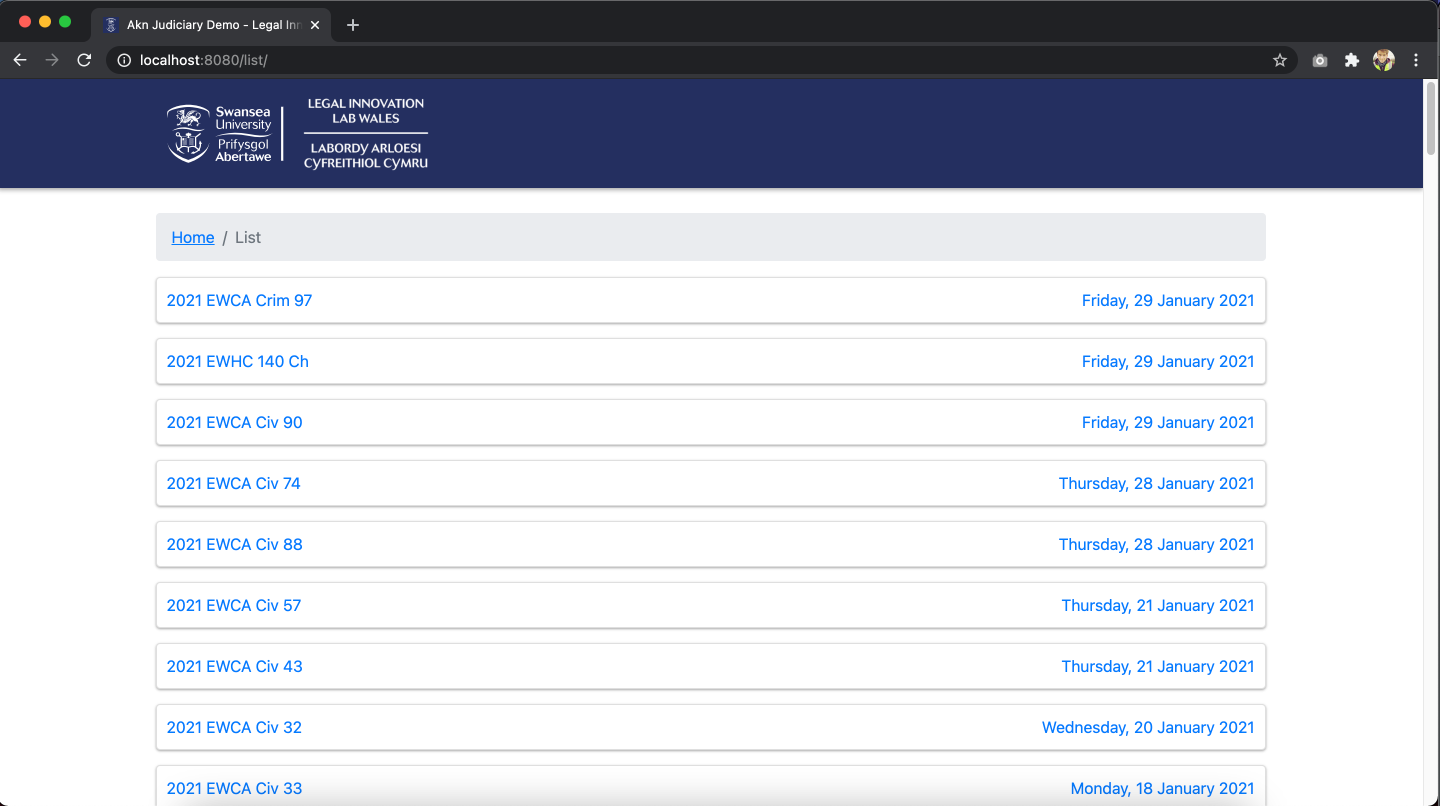 Akn Judiciary Demo - Legal Inn
localhost:8080/list/
Swansea
University
Prifysgol
Abertawe
LEGAL INNOVATION
LAB WALES
LABORDY ARLOESI
CYFREITHIOL CYMRU
Home / List
2021 EWCA Crim 97 Friday, 29 January 2021
2021 EWHC 140 Ch Friday, 29 January 2021
2021 EWCA Civ 90 Friday, 29 January 2021
2021 EWCA Civ 74 Thursday, 28 January 2021
2021 EWCA Civ 88 Thursday, 28 January 2021
2021 EWCA Civ 57 Thursday, 21 January 2021
2021 EWCA Civ 43 Thursday, 21 January 2021
2021 EWCA Civ 32 Wednesday, 20 January 2021
2021 EWCA Civ 33 Monday, 18 January 2021